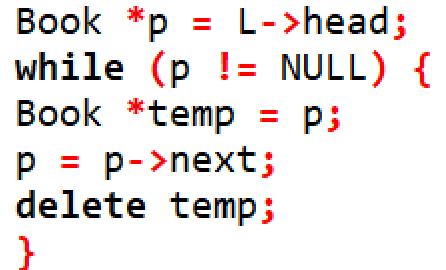 Book *p = L->head;
while (p != NULL) {
Book *temp = p;
p = p->next;
delete temp;
}